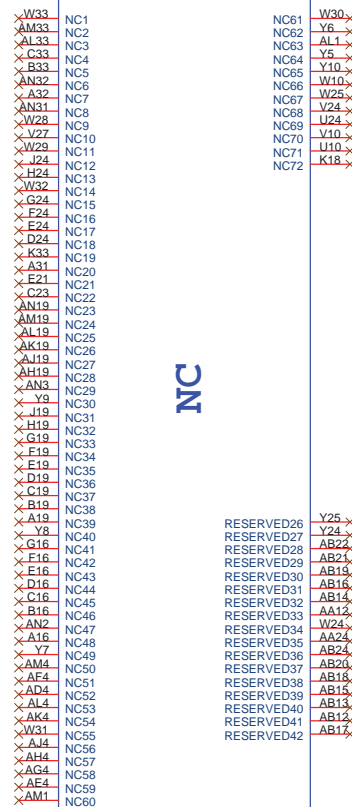 W33 NC1
AM33 NC2
AL33 NC3
C33 NC4
B33 NC5
AN32 NC6
A32 NC7
AN31 NC8
W28 NC9
V27 NC10
W29 NC11
J24 NC12
H24 NC13
W32 NC14
G24 NC15
F24 NC16
E24 NC17
D24 NC18
K33 NC19
A31 NC20
E21 NC21
C23 NC22
AN19 NC23
AM19 NC24
AL19 NC25
AK19 NC26
AJ19 NC27
AH19 NC28
AN3 NC29
Y9 NC30
J19 NC31
H19 NC32
G19 NC33
F19 NC34
E19 NC35
D19 NC36
C19 NC37
B19 NC38
A19 NC39
Y8 NC40
G16 NC41
F16 NC42
E16 NC43
D16 NC44
C16 NC45
B16 NC46
AN2 NC47
A16 NC48
Y7 NC49
AM4 NC50
AF4 NC51
AD4 NC52
AL4 NC53
AK4 NC54
W31 NC55
AJ4 NC56
AH4 NC57
AG4 NC58
AE4 NC59
AM1 NC60
NC
NC61 W30
NC62 Y6
NC63 AL1
NC64 Y5
NC65 Y10
NC66 W10
NC67 W25
NC68 V24
NC69 U24
NC70 V10
NC71 U10
NC72 K18
RESERVED26 Y25
RESERVED27 Y24
RESERVED28 AB22
RESERVED29 AB21
RESERVED30 AB19
RESERVED31 AB16
RESERVED32 AB14
RESERVED33 AA12
RESERVED34 W24
RESERVED35 AA24
RESERVED36 AB24
RESERVED37 AB20
RESERVED38 AB18
RESERVED39 AB15
RESERVED40 AB13
RESERVED41 AB12
RESERVED42 AB17